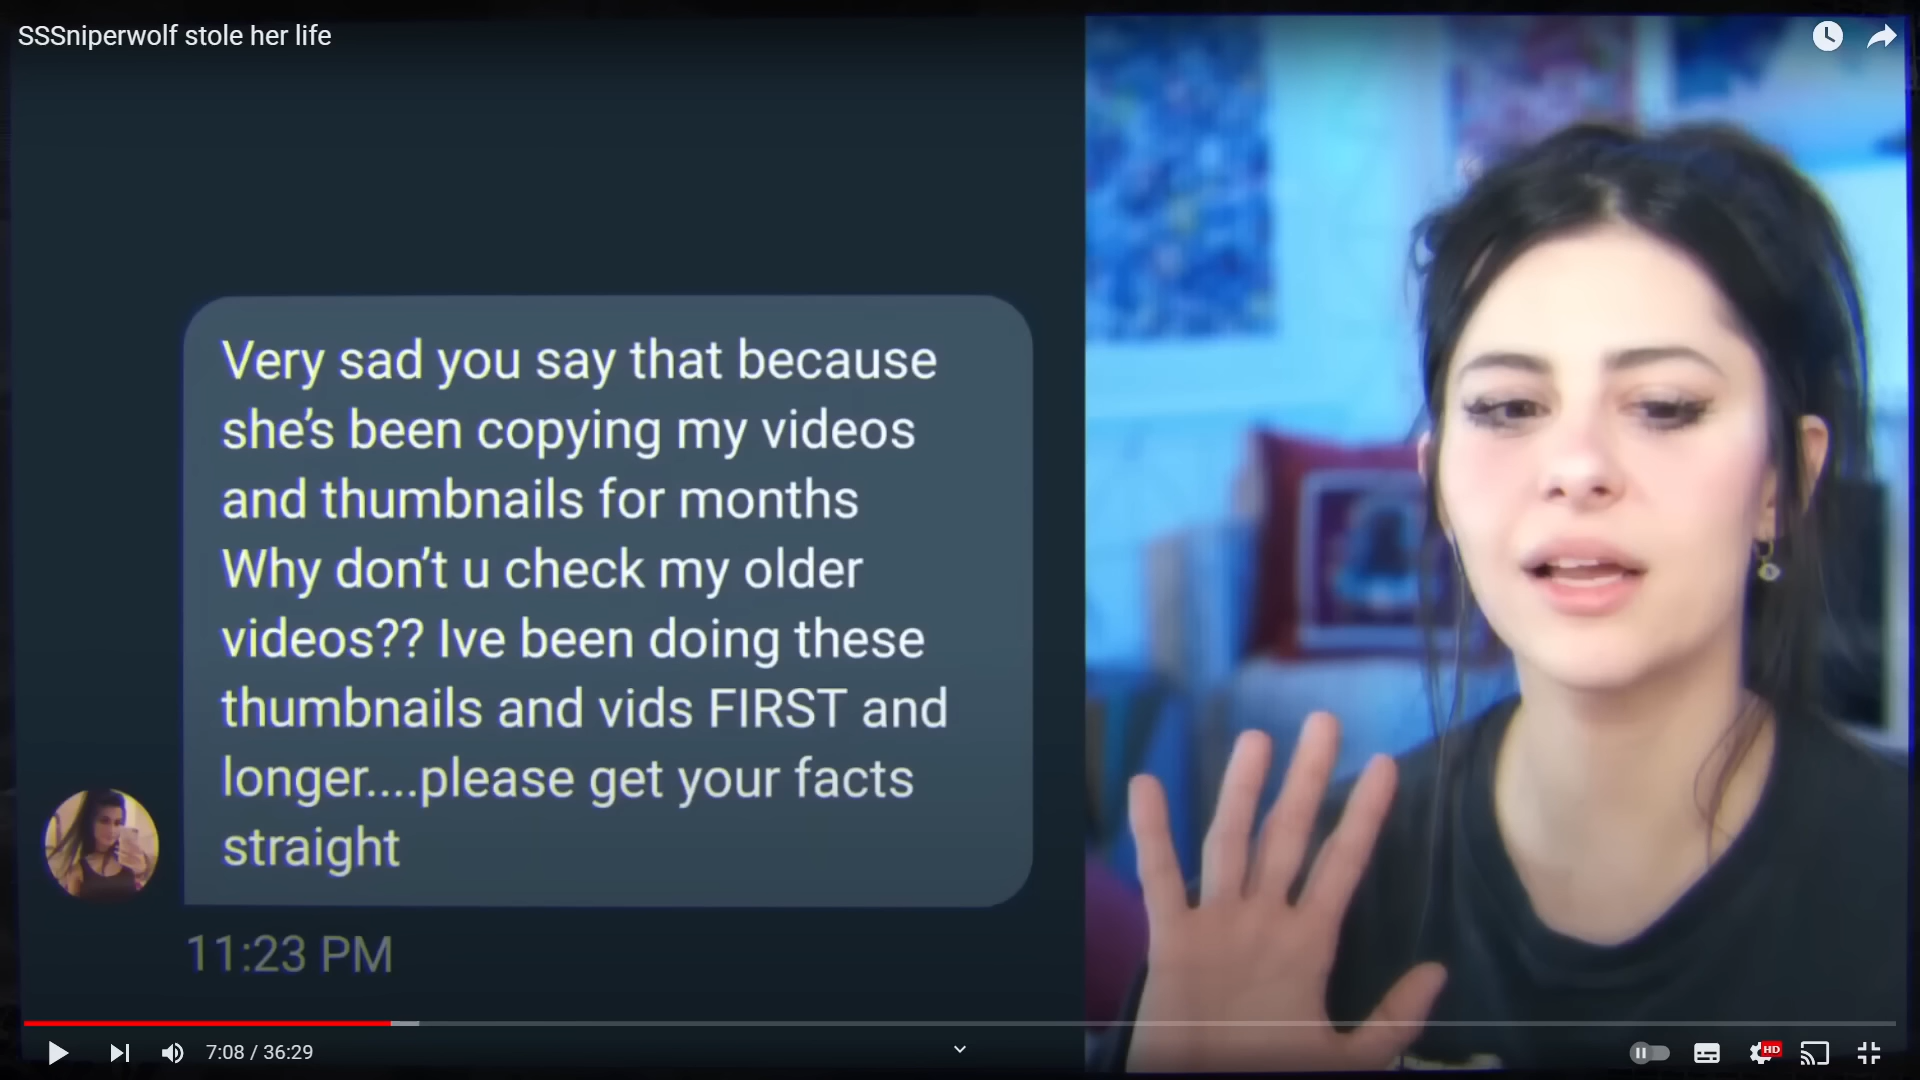 SSSniperwolf stole her life
Very sad you say that because
she's been copying my videos
and thumbnails for months
Why don't u check my older
videos?? Ive been doing these
thumbnails and vids FIRST and
longer....please get your facts
straight
11:23 PM
7:08 / 36:29
HD